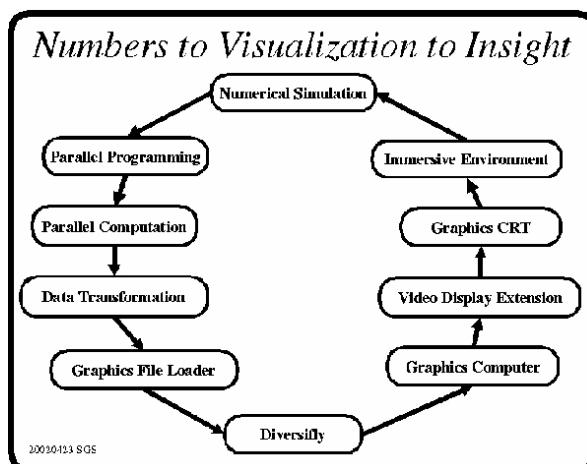 Numbers to Visualization to Insight
Numerical Simulation
Parallel Programming
Immersive Environment
Parallel Computation
Graphics CRT
Data Transformation
Video Display Extension
Graphics File Loader
Graphics Computer
Diversifly
20020423 SGS